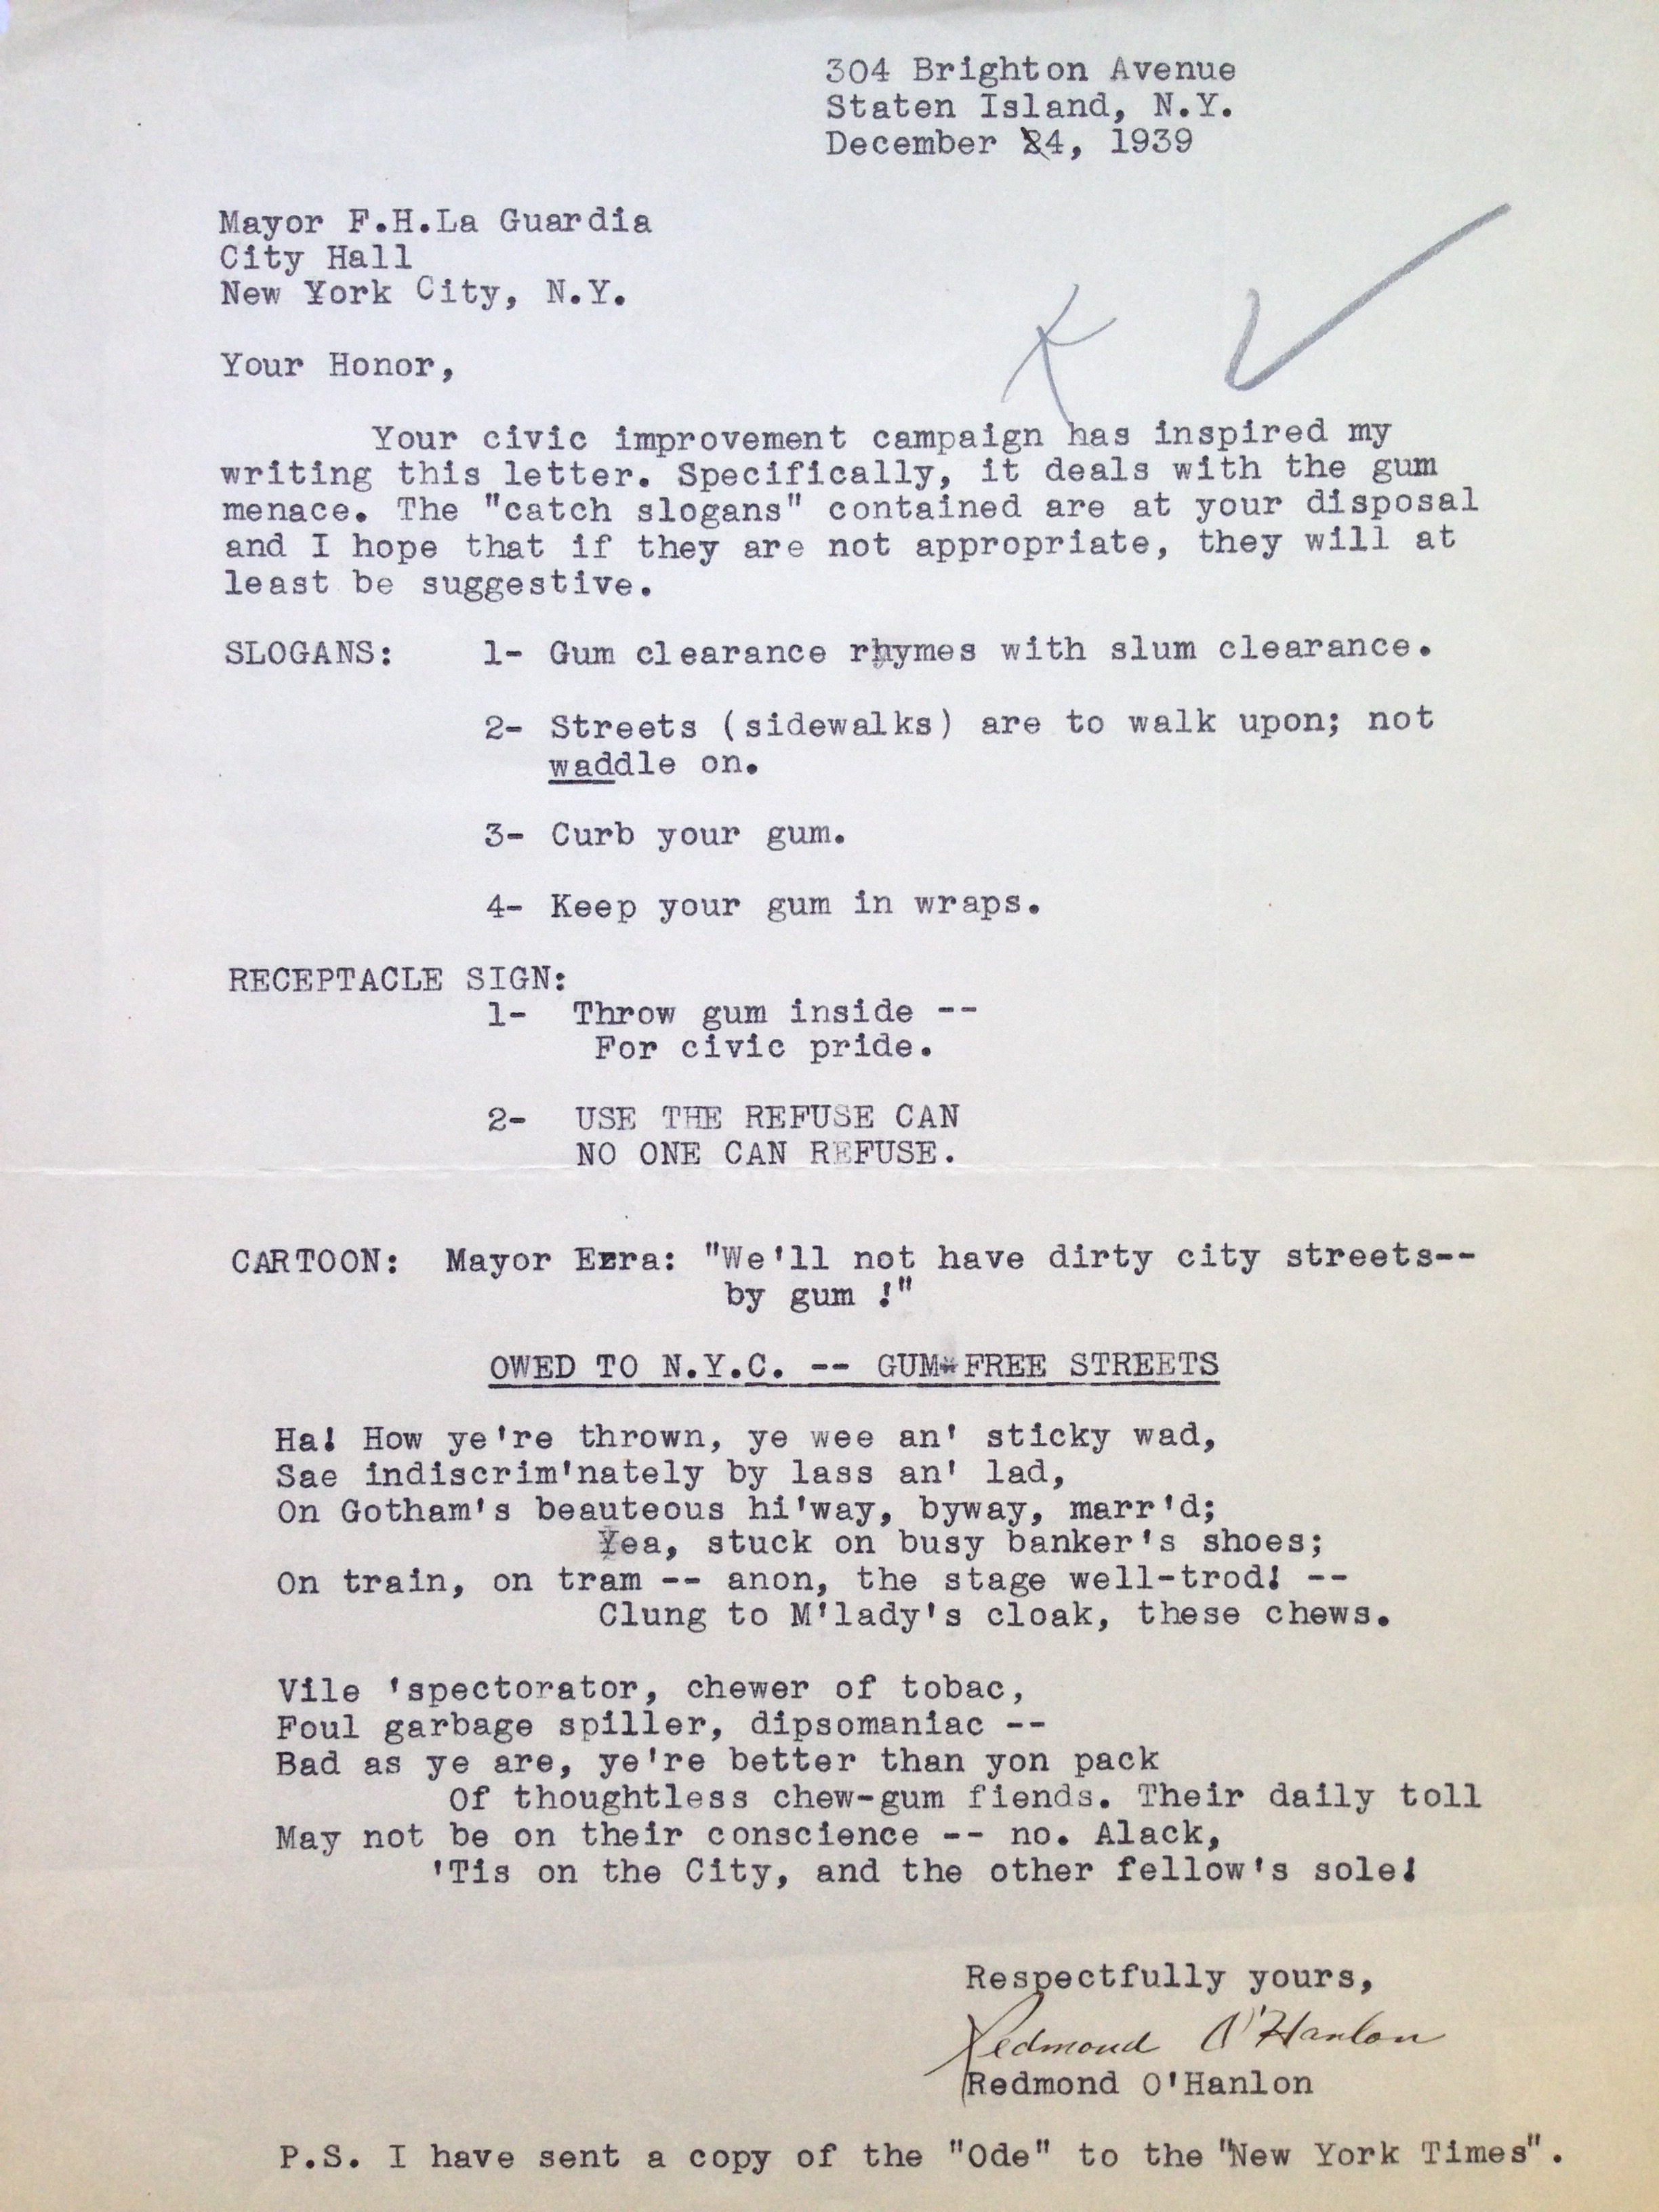 304 Brighton Avenue
Staten Island, N.Y.
December 4, 1939
Mayor F.H.La Guardia
City Hall
New York City, N.Y.
K
Your Honor,
Your civic improvement campaign has inspired my
writing this letter. Specifically, it deals with the gum
menace. The "catch slogans" contained are at your disposal
and I hope that if they are not appropriate, they will at
least be suggestive.
SLOGANS: 1- Gum clearance rhymes with slum clearance.
2- Streets (sidewalks) are to walk upon; not
waddle on.
3- Curb your gum.
4- Keep your gum in wraps.
RECEPTACLE SIGN:
1- Throw gum inside --
For civic pride.
2- USE THE REFUSE CAN
NO ONE CAN REFUSE.
CARTOON: Mayor Ezra: "We'll not have dirty city streets--
by gum !"
OWED TO N.Y.C. -- GUM-FREE STREETS
Ha! How ye're thrown, ye wee an' sticky wad,
Sae indiscrim'nately by lass an' lad,
On Gotham's beauteous hi'way, byway, marr'd;
Yea, stuck on busy banker's shoes;
On train, on tram -- anon, the stage well-trod! --
Clung to M'lady's cloak, these chews.
Vile 'spectorator, chewer of tobac,
Foul garbage spiller, dipsomaniac --
Bad as ye are, ye're better than yon pack
Of thoughtless chew-gum fiends. Their daily toll
May not be on their conscience -- no. Alack,
'Tis on the City, and the other fellow's sole!
Respectfully yours,
Redmond O'Hanlon
Redmond O'Hanlon
P.S. I have sent a copy of the "Ode" to the "New York Times".